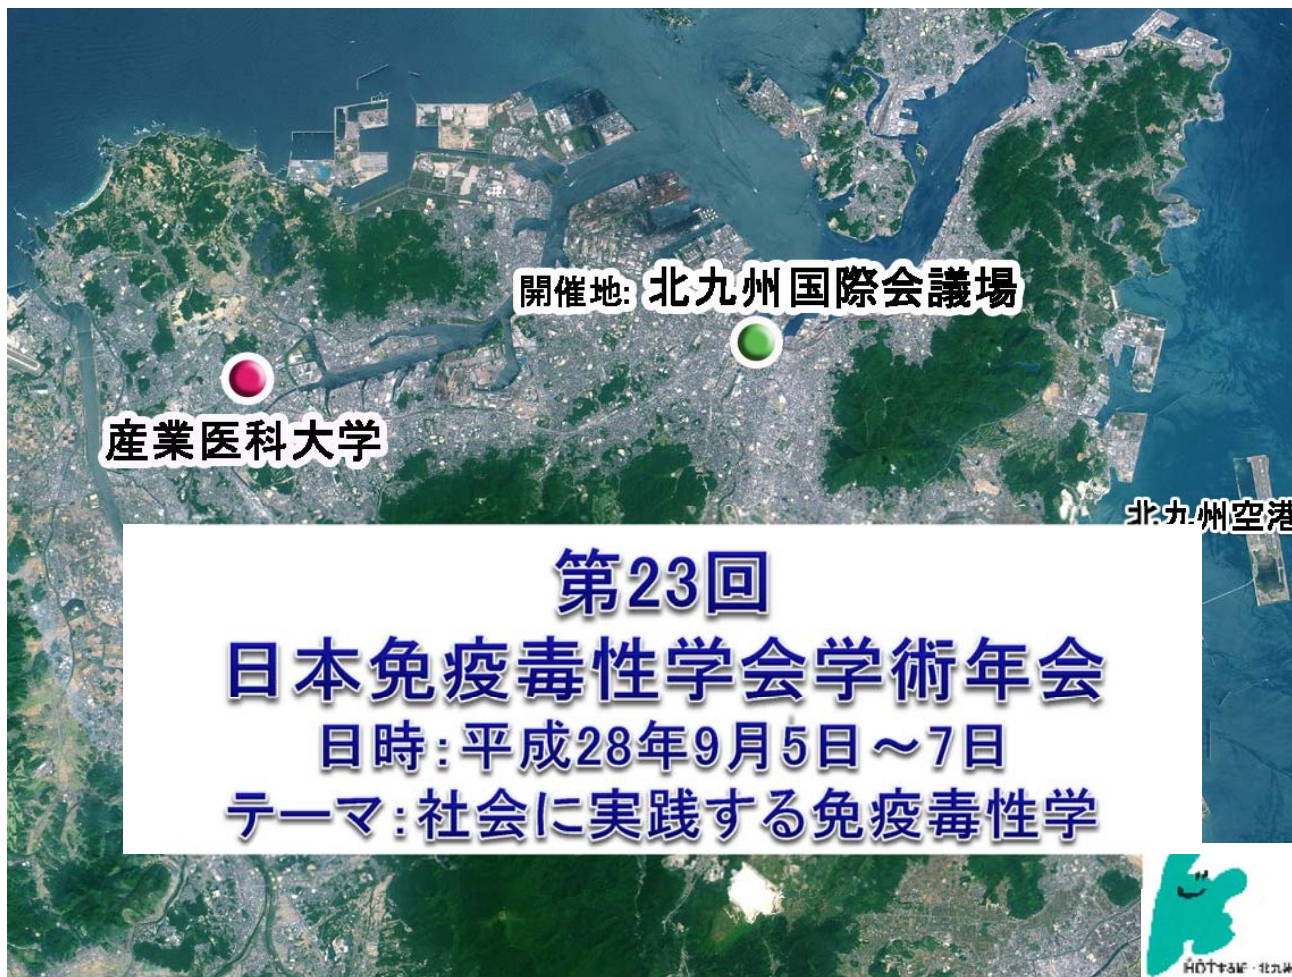 開催地: 北九州国際会議場
産業医科大学
北九州空港
第23回
日本免疫毒性学会学術年会
日時:平成28年9月5日～7日
テーマ:社会に実践する免疫毒性学